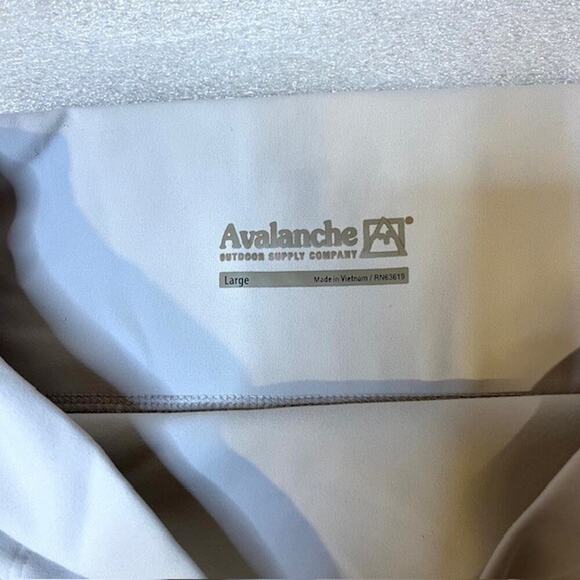 Avalanche
OUTDOOR SUPPLY COMPANY
Large Made in Vietnam / RN63619